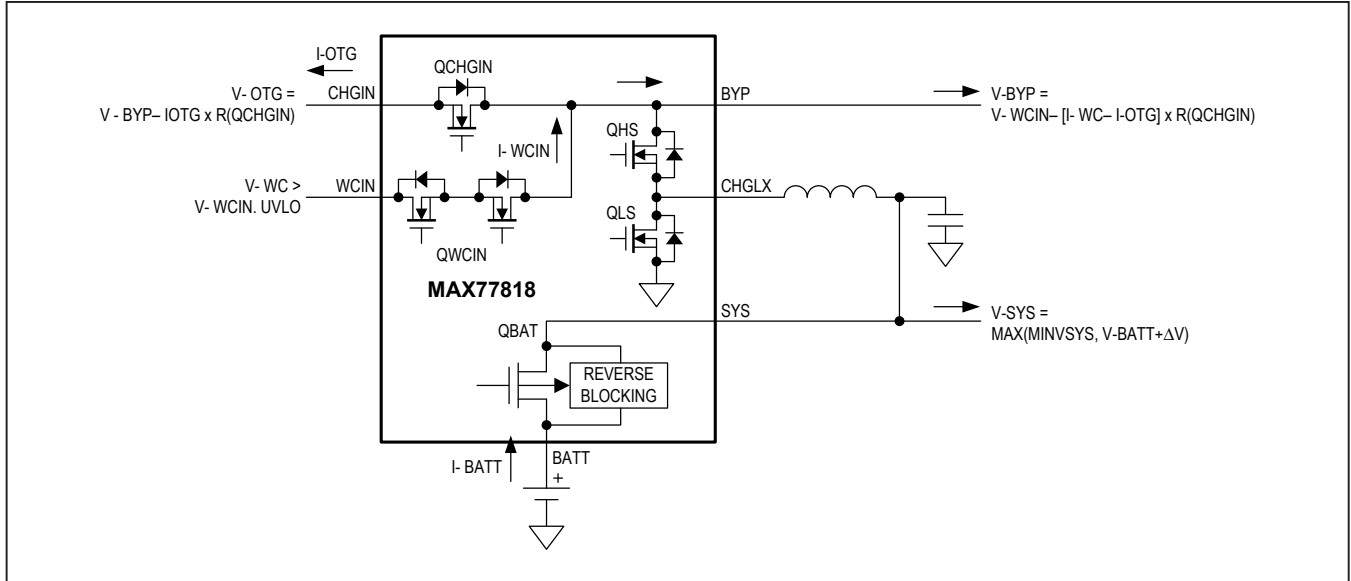 I-OTG
QCHGIN
V- OTG =
V - BYP– IOTG x R(QCHGIN)
CHGIN
BYP
V-BYP =
V- WCIN– [I- WC– I-OTG] x R(QCHGIN)
I- WCIN
QHS
V- WC >
V- WCIN. UVLO
WCIN
CHGLX
QLS
QWCIN
MAX77818
SYS
V-SYS =
MAX(MINVSYS, V-BATT+ΔV)
QBAT
REVERSE
BLOCKING
I- BATT
BATT
+